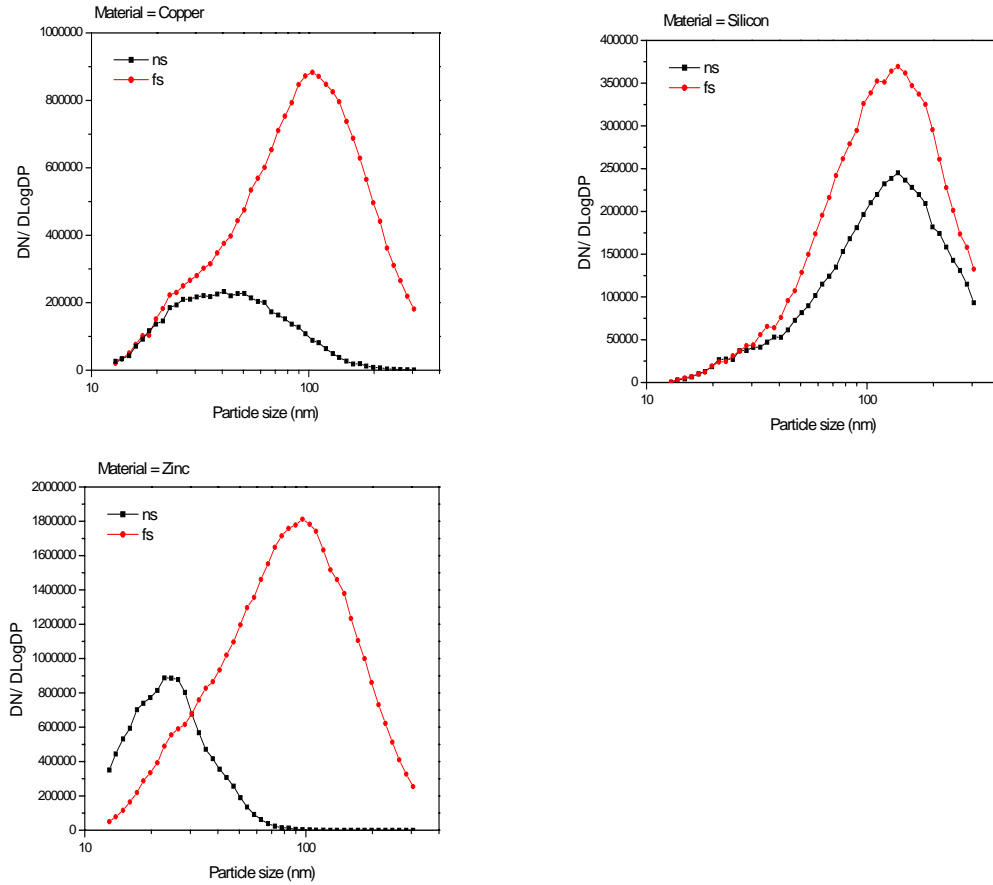 Material = Copper
1000000
800000
600000
400000
200000
0
DN/ DLogDP
ns
fs
10
100
Particle size (nm)
Material = Silicon
400000
350000
300000
250000
200000
150000
100000
50000
0
DN/ DLogDP
ns
fs
10
100
Particle size (nm)
Material = Zinc
2000000
1800000
1600000
1400000
1200000
1000000
800000
600000
400000
200000
0
DN/ DLogDP
ns
fs
10
100
Particle size (nm)